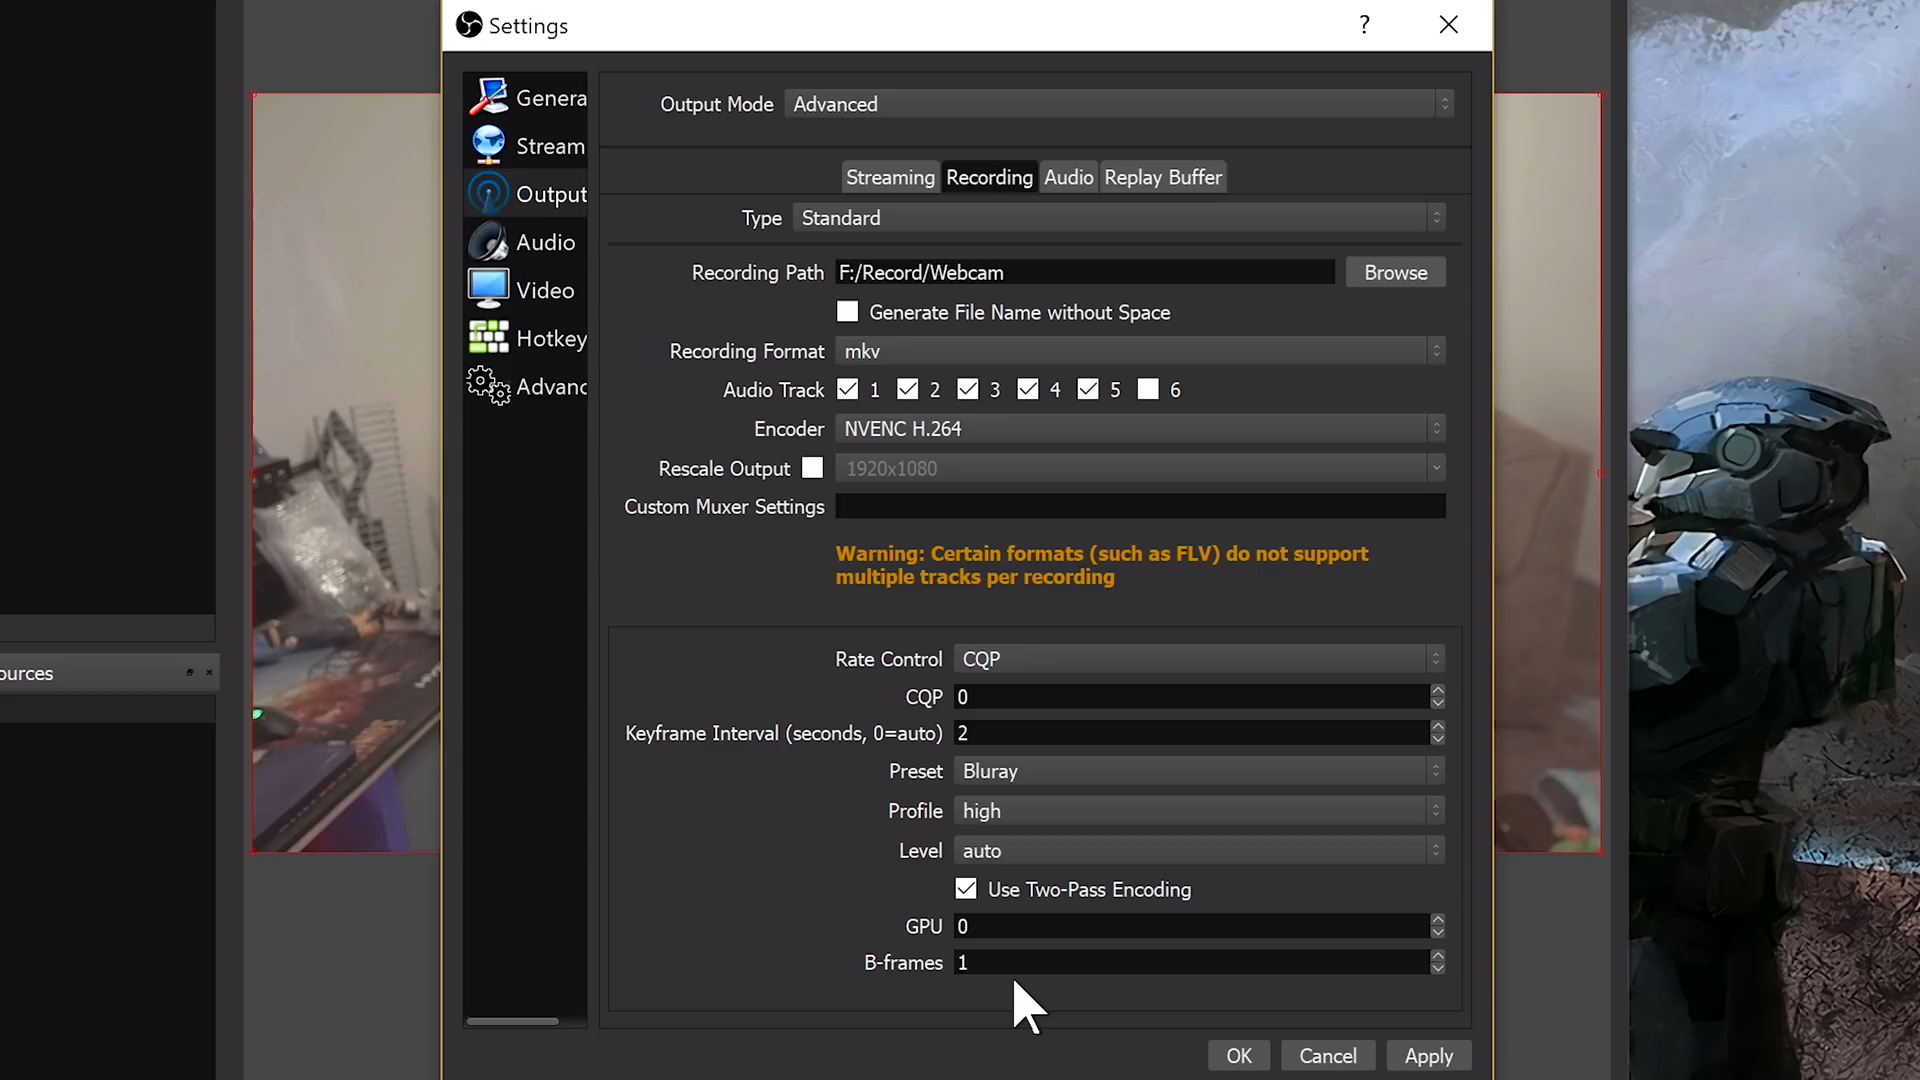 Settings
?
Genera
Stream
Output
Audio
Video
Hotkey
Advanc
Output Mode Advanced
Streaming Recording Audio Replay Buffer
Type Standard
Recording Path F:/Record/Webcam Browse
Generate File Name without Space
Recording Format mkv
Audio Track 1 2 3 4 5 6
Encoder NVENC H.264
Rescale Output 1920x1080
Custom Muxer Settings
Warning: Certain formats (such as FLV) do not support
multiple tracks per recording
Rate Control CQP
CQP 0
Keyframe Interval (seconds, 0=auto) 2
Preset Bluray
Profile high
Level auto
Use Two-Pass Encoding
GPU 0
B-frames 1
OK Cancel Apply
ources